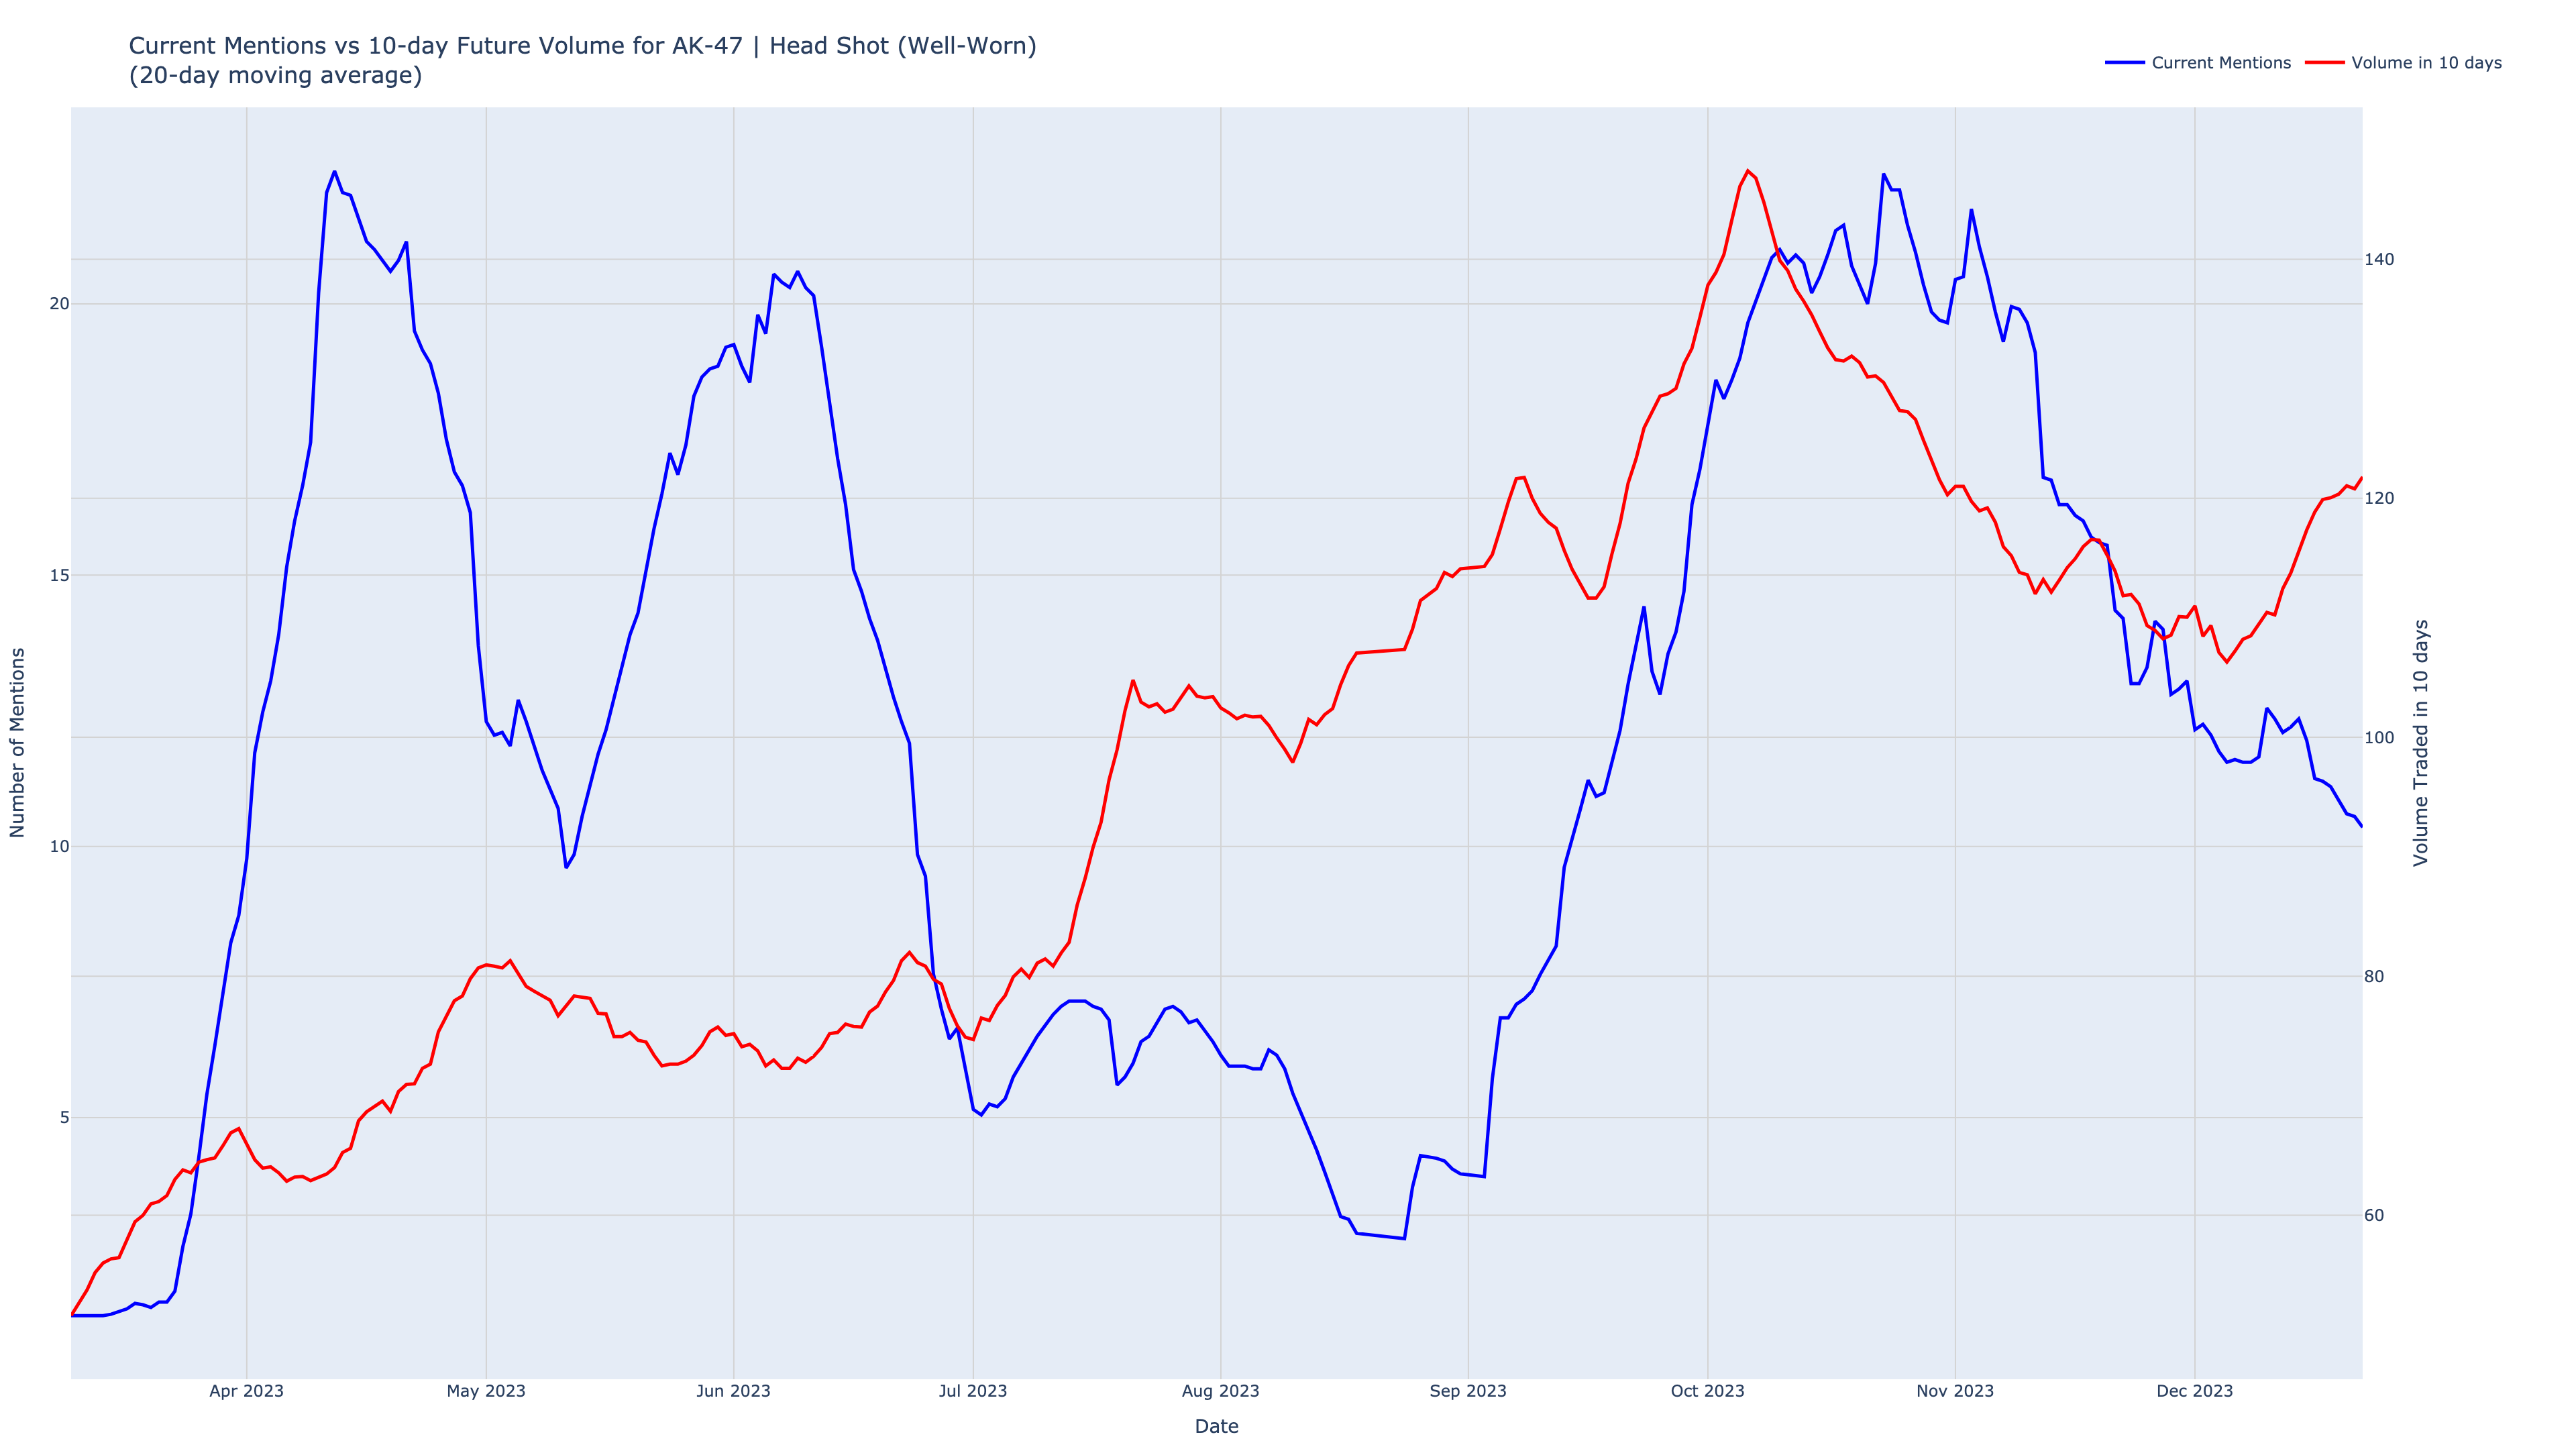 Current Mentions vs 10-day Future Volume for AK-47 | Head Shot (Well-Worn)
(20-day moving average)
Current Mentions
Volume in 10 days
20
15
10
5
Number of Mentions
140
120
100
80
60
Volume Traded in 10 days
Apr 2023
May 2023
Jun 2023
Jul 2023
Aug 2023
Sep 2023
Oct 2023
Nov 2023
Dec 2023
Date